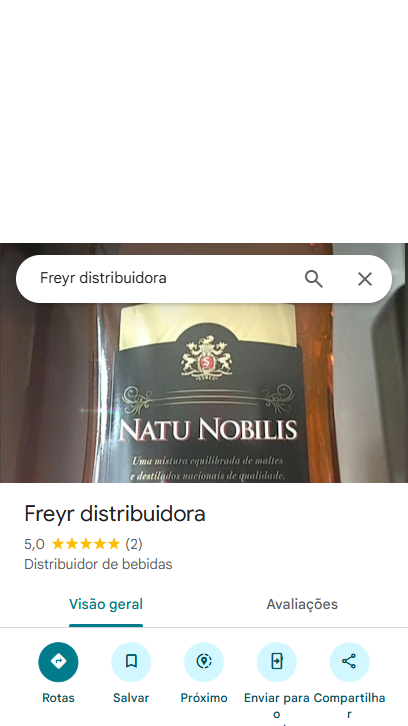 Freyr distribuidora
NATU NOBILIS
Uma mistura equilibrada de maltes
e destilados nacionais de qualidade.
Freyr distribuidora
5,0 ★★★★★ (2)
Distribuidor de bebidas
Visão geral
Avaliações
Rotas
Salvar
Próximo
Enviar para
o
Compartilha
r